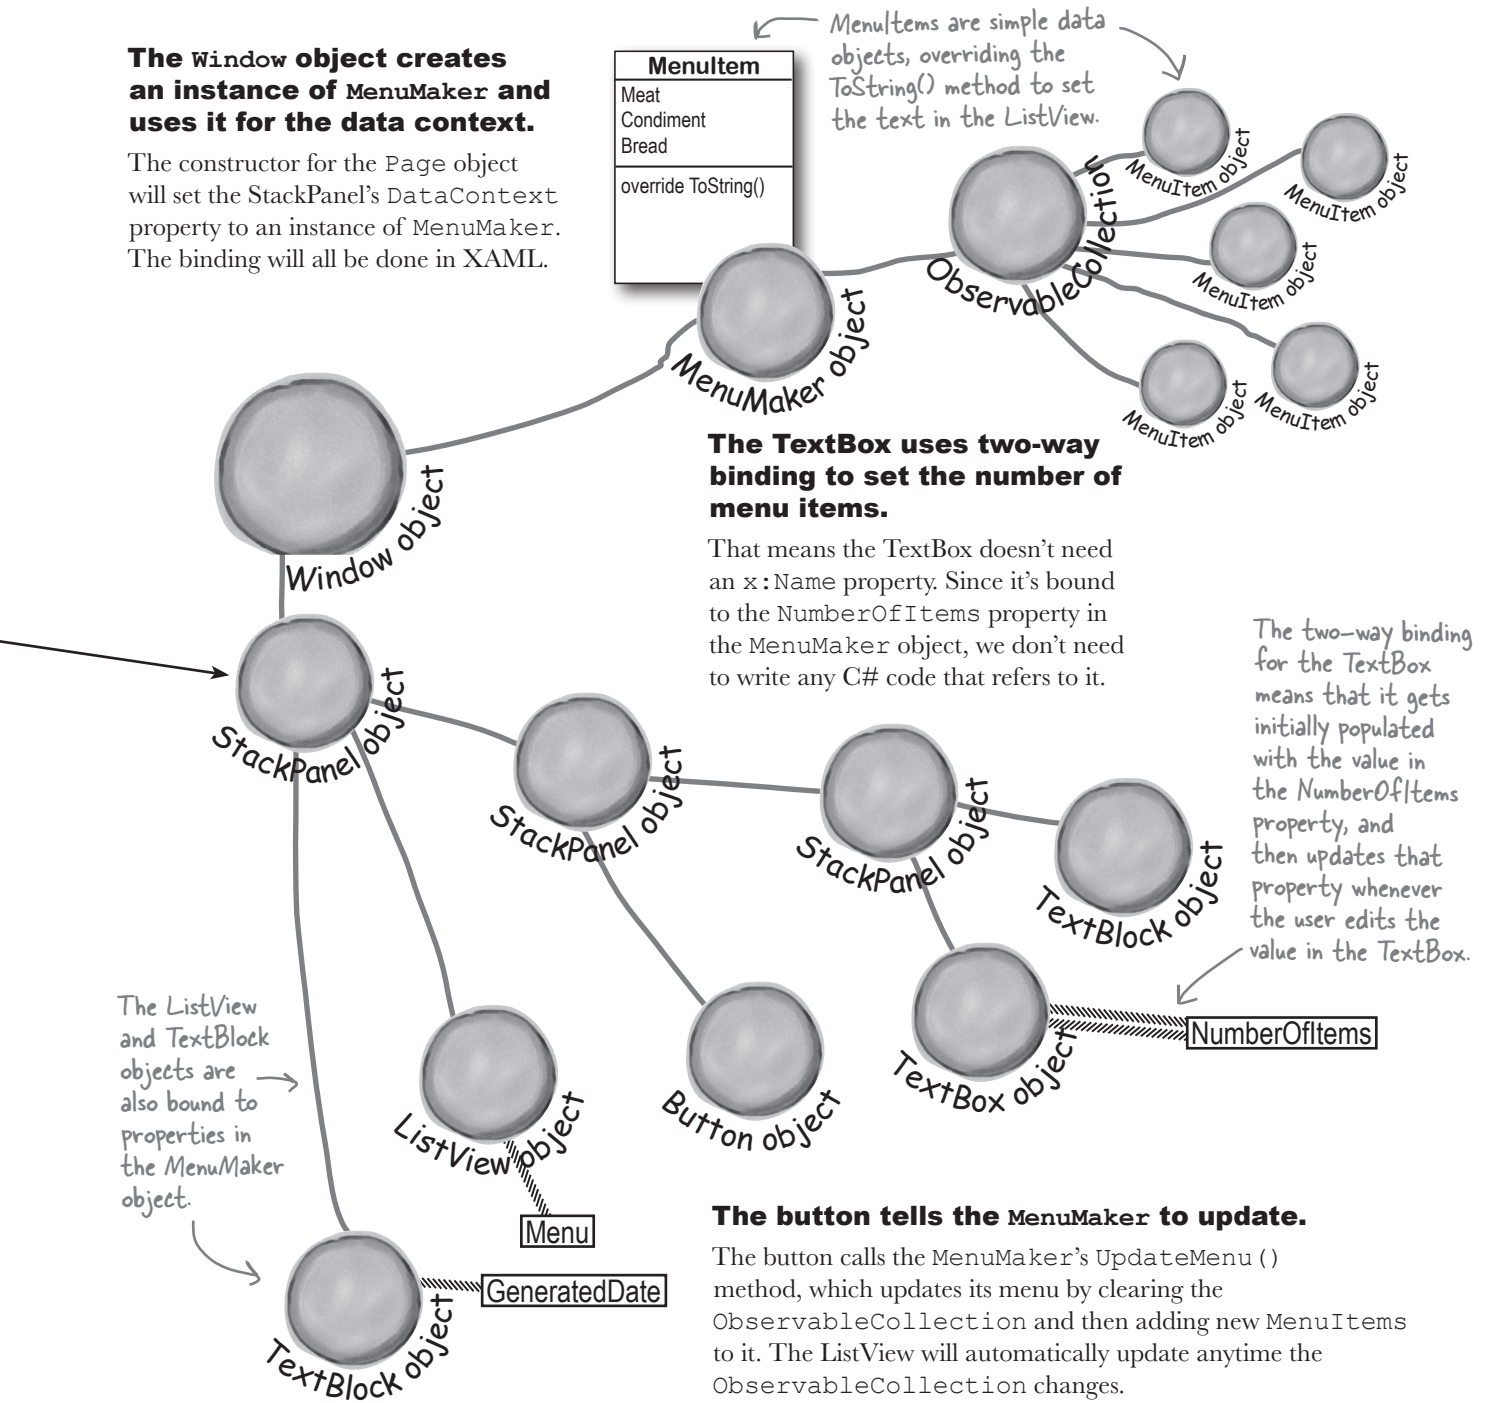 The Window object creates
an instance of MenuMaker and
uses it for the data context.
The constructor for the Page object
will set the StackPanel's DataContext
property to an instance of MenuMaker.
The binding will all be done in XAML.
MenuItem
Meat
Condiment
Bread
override ToString()
MenuItems are simple data
objects, overriding the
ToString() method to set
the text in the ListView.
MenuItem object
MenuItem object
MenuItem object
MenuItem object
MenuItem object
ObservableCollection
MenuMaker object
Window object
The TextBox uses two-way
binding to set the number of
menu items.
That means the TextBox doesn't need
an x:Name property. Since it's bound
to the NumberOfItems property in
the MenuMaker object, we don't need
to write any C# code that refers to it.
The two-way binding
for the TextBox
means that it gets
initially populated
with the value in
the NumberOfItems
property, and
then updates that
property whenever
the user edits the
value in the TextBox.
StackPanel object
StackPanel object
StackPanel object
TextBlock object
TextBox object
NumberOfItems
Button object
ListView object
Menu
The ListView
and TextBlock
objects are
also bound to
properties in
the MenuMaker
object.
TextBlock object
GeneratedDate
The button tells the MenuMaker to update.
The button calls the MenuMaker's UpdateMenu()
method, which updates its menu by clearing the
ObservableCollection and then adding new MenuItems
to it. The ListView will automatically update anytime the
ObservableCollection changes.